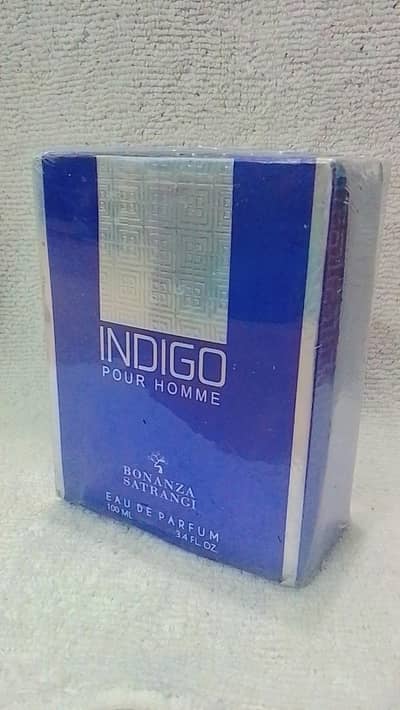 INDIGO
POUR HOMME
BONANZA
SATRANGI
EAU DE PARFUM
100 ML 3.4 FL. OZ